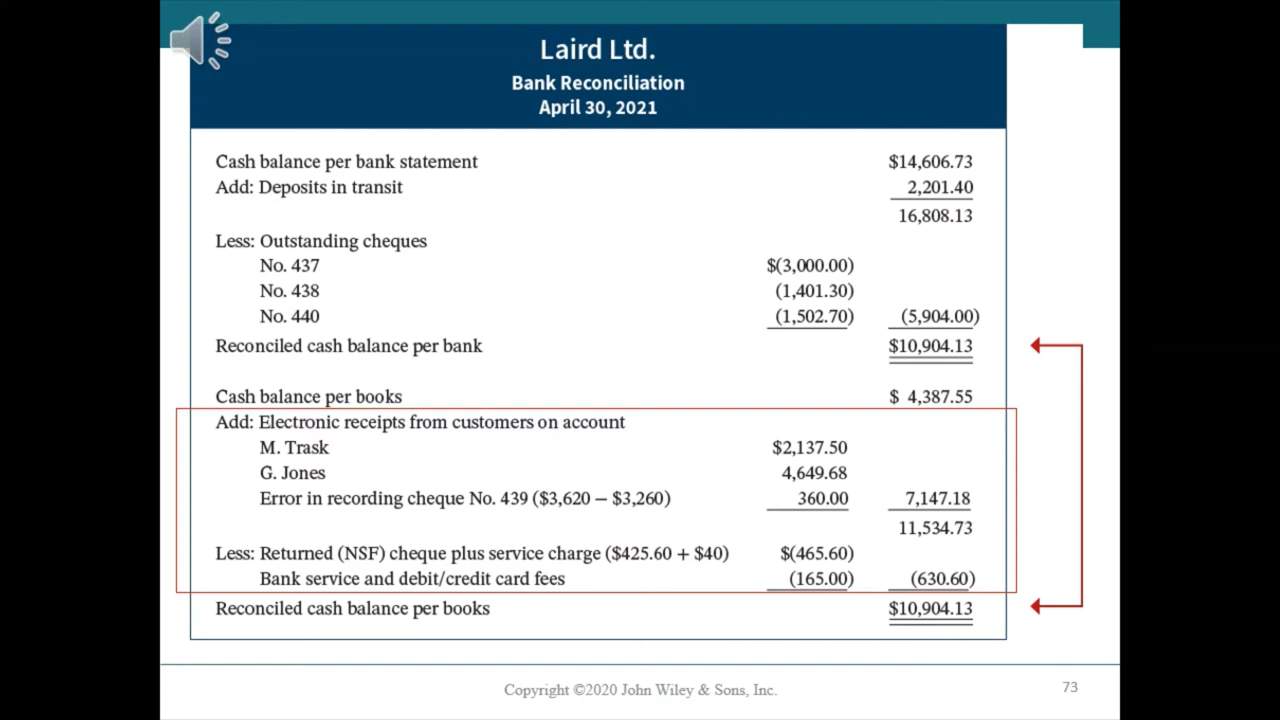 Laird Ltd.
Bank Reconciliation
April 30, 2021
Cash balance per bank statement $14,606.73
Add: Deposits in transit 2,201.40
16,808.13
Less: Outstanding cheques
No. 437 $(3,000.00)
No. 438 (1,401.30)
No. 440 (1,502.70) (5,904.00)
Reconciled cash balance per bank $10,904.13
Cash balance per books $ 4,387.55
Add: Electronic receipts from customers on account
M. Trask $2,137.50
G. Jones 4,649.68
Error in recording cheque No. 439 ($3,620 – $3,260) 360.00 7,147.18
11,534.73
Less: Returned (NSF) cheque plus service charge ($425.60 + $40) $(465.60)
Bank service and debit/credit card fees (165.00) (630.60)
Reconciled cash balance per books $10,904.13
Copyright ©2020 John Wiley & Sons, Inc. 73